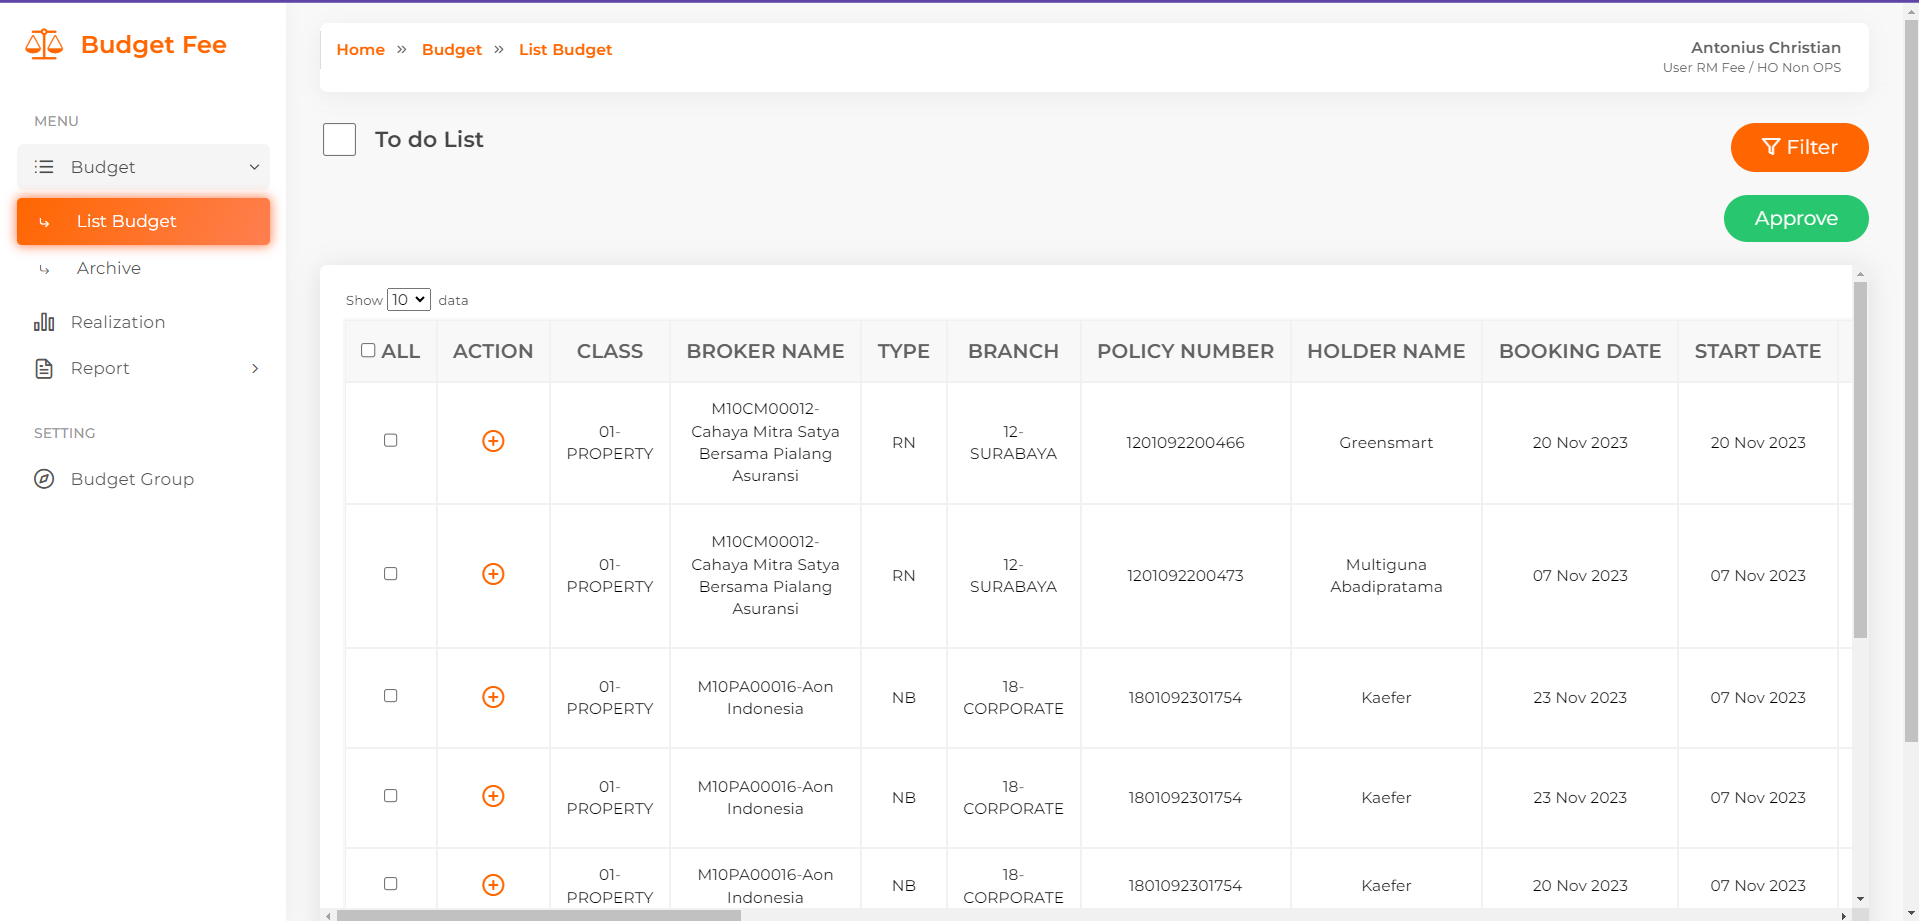 Budget Fee
MENU
Budget
List Budget
Archive
Realization
Report
SETTING
Budget Group
Home » Budget » List Budget
Antonius Christian
User RM Fee / HO Non OPS
To do List
Filter
Approve
Show 10 data
ALL ACTION CLASS BROKER NAME TYPE BRANCH POLICY NUMBER HOLDER NAME BOOKING DATE START DATE
01-
PROPERTY
M10CM00012-
Cahaya Mitra Satya
Bersama Pialang
Asuransi
RN
12-
SURABAYA
1201092200466
Greensmart
20 Nov 2023
20 Nov 2023
01-
PROPERTY
M10CM00012-
Cahaya Mitra Satya
Bersama Pialang
Asuransi
RN
12-
SURABAYA
1201092200473
Multiguna
Abadipratama
07 Nov 2023
07 Nov 2023
01-
PROPERTY
M10PA00016-Aon
Indonesia
NB
18-
CORPORATE
1801092301754
Kaefer
23 Nov 2023
07 Nov 2023
01-
PROPERTY
M10PA00016-Aon
Indonesia
NB
18-
CORPORATE
1801092301754
Kaefer
23 Nov 2023
07 Nov 2023
01-
PROPERTY
M10PA00016-Aon
Indonesia
NB
18-
CORPORATE
1801092301754
Kaefer
20 Nov 2023
07 Nov 2023